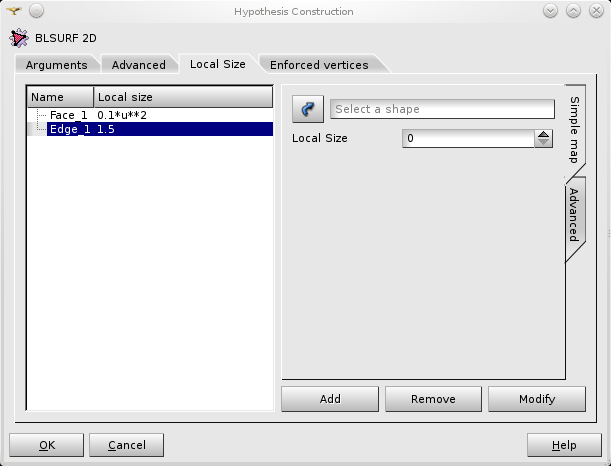 Hypothesis Construction
BLSURF 2D
Arguments Advanced Local Size Enforced vertices
Name Local size
Face_1 0.1*u**2
Edge_1 1.5
Select a shape
Local Size 0
Simple map
Advanced
Add Remove Modify
OK Cancel Help